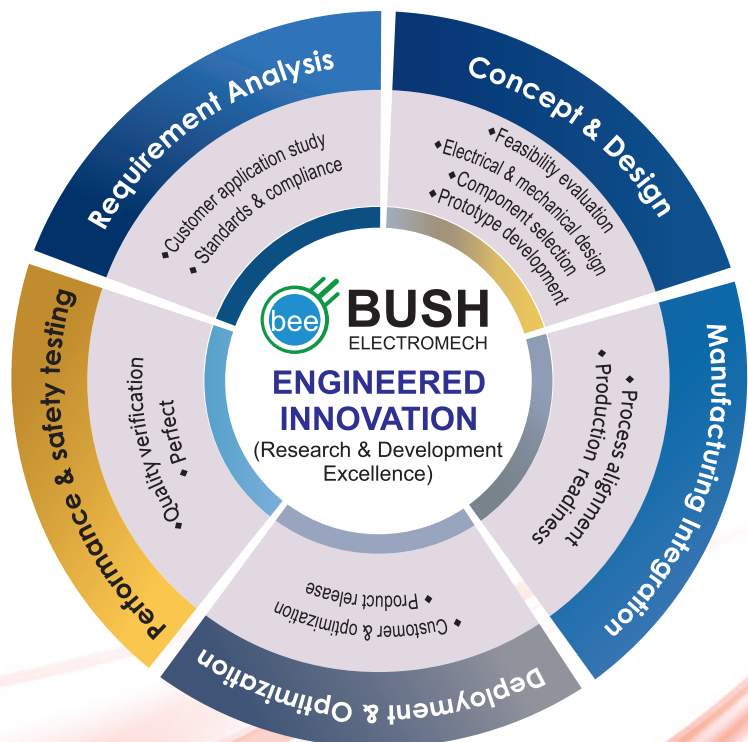 Requirement Analysis
◆Customer application study
◆ Standards & compliance
Concept & Design
◆Feasibility evaluation
◆Electrical & mechanical design
◆Component selection
◆Prototype development
Manufacturing Integration
◆ Process alignment
◆ Production readiness
Deployment & Optimization
◆ Customer & optimization
◆ Product release
Performance & safety testing
◆Quality verification
◆ Perfect
bee
BUSH
ELECTROMECH
ENGINEERED
INNOVATION
(Research & Development
Excellence)